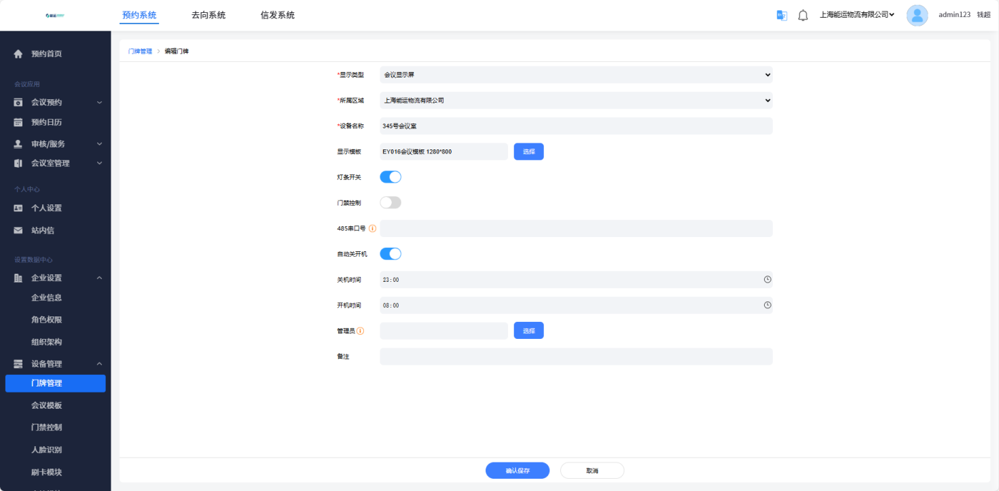 预约系统 去向系统 信发系统 上海能运物流有限公司 admin123 钱超
预约首页
会议应用
会议预约
预约日历
审核/服务
会议室管理
个人中心
个人设置
站内信
设置数据中心
企业设置
企业信息
角色权限
组织架构
设备管理
门牌管理
会议模板
门禁控制
人脸识别
刷卡模块
门牌管理 > 编辑门牌
*显示类型 会议显示屏
*所属区域 上海能运物流有限公司
*设备名称 345号会议室
显示模板 EY016会议模板 1280*800 选择
灯条开关
门禁控制
485串口号
自动关开机
关机时间 23:00
开机时间 08:00
管理员 选择
备注
确认保存 取消